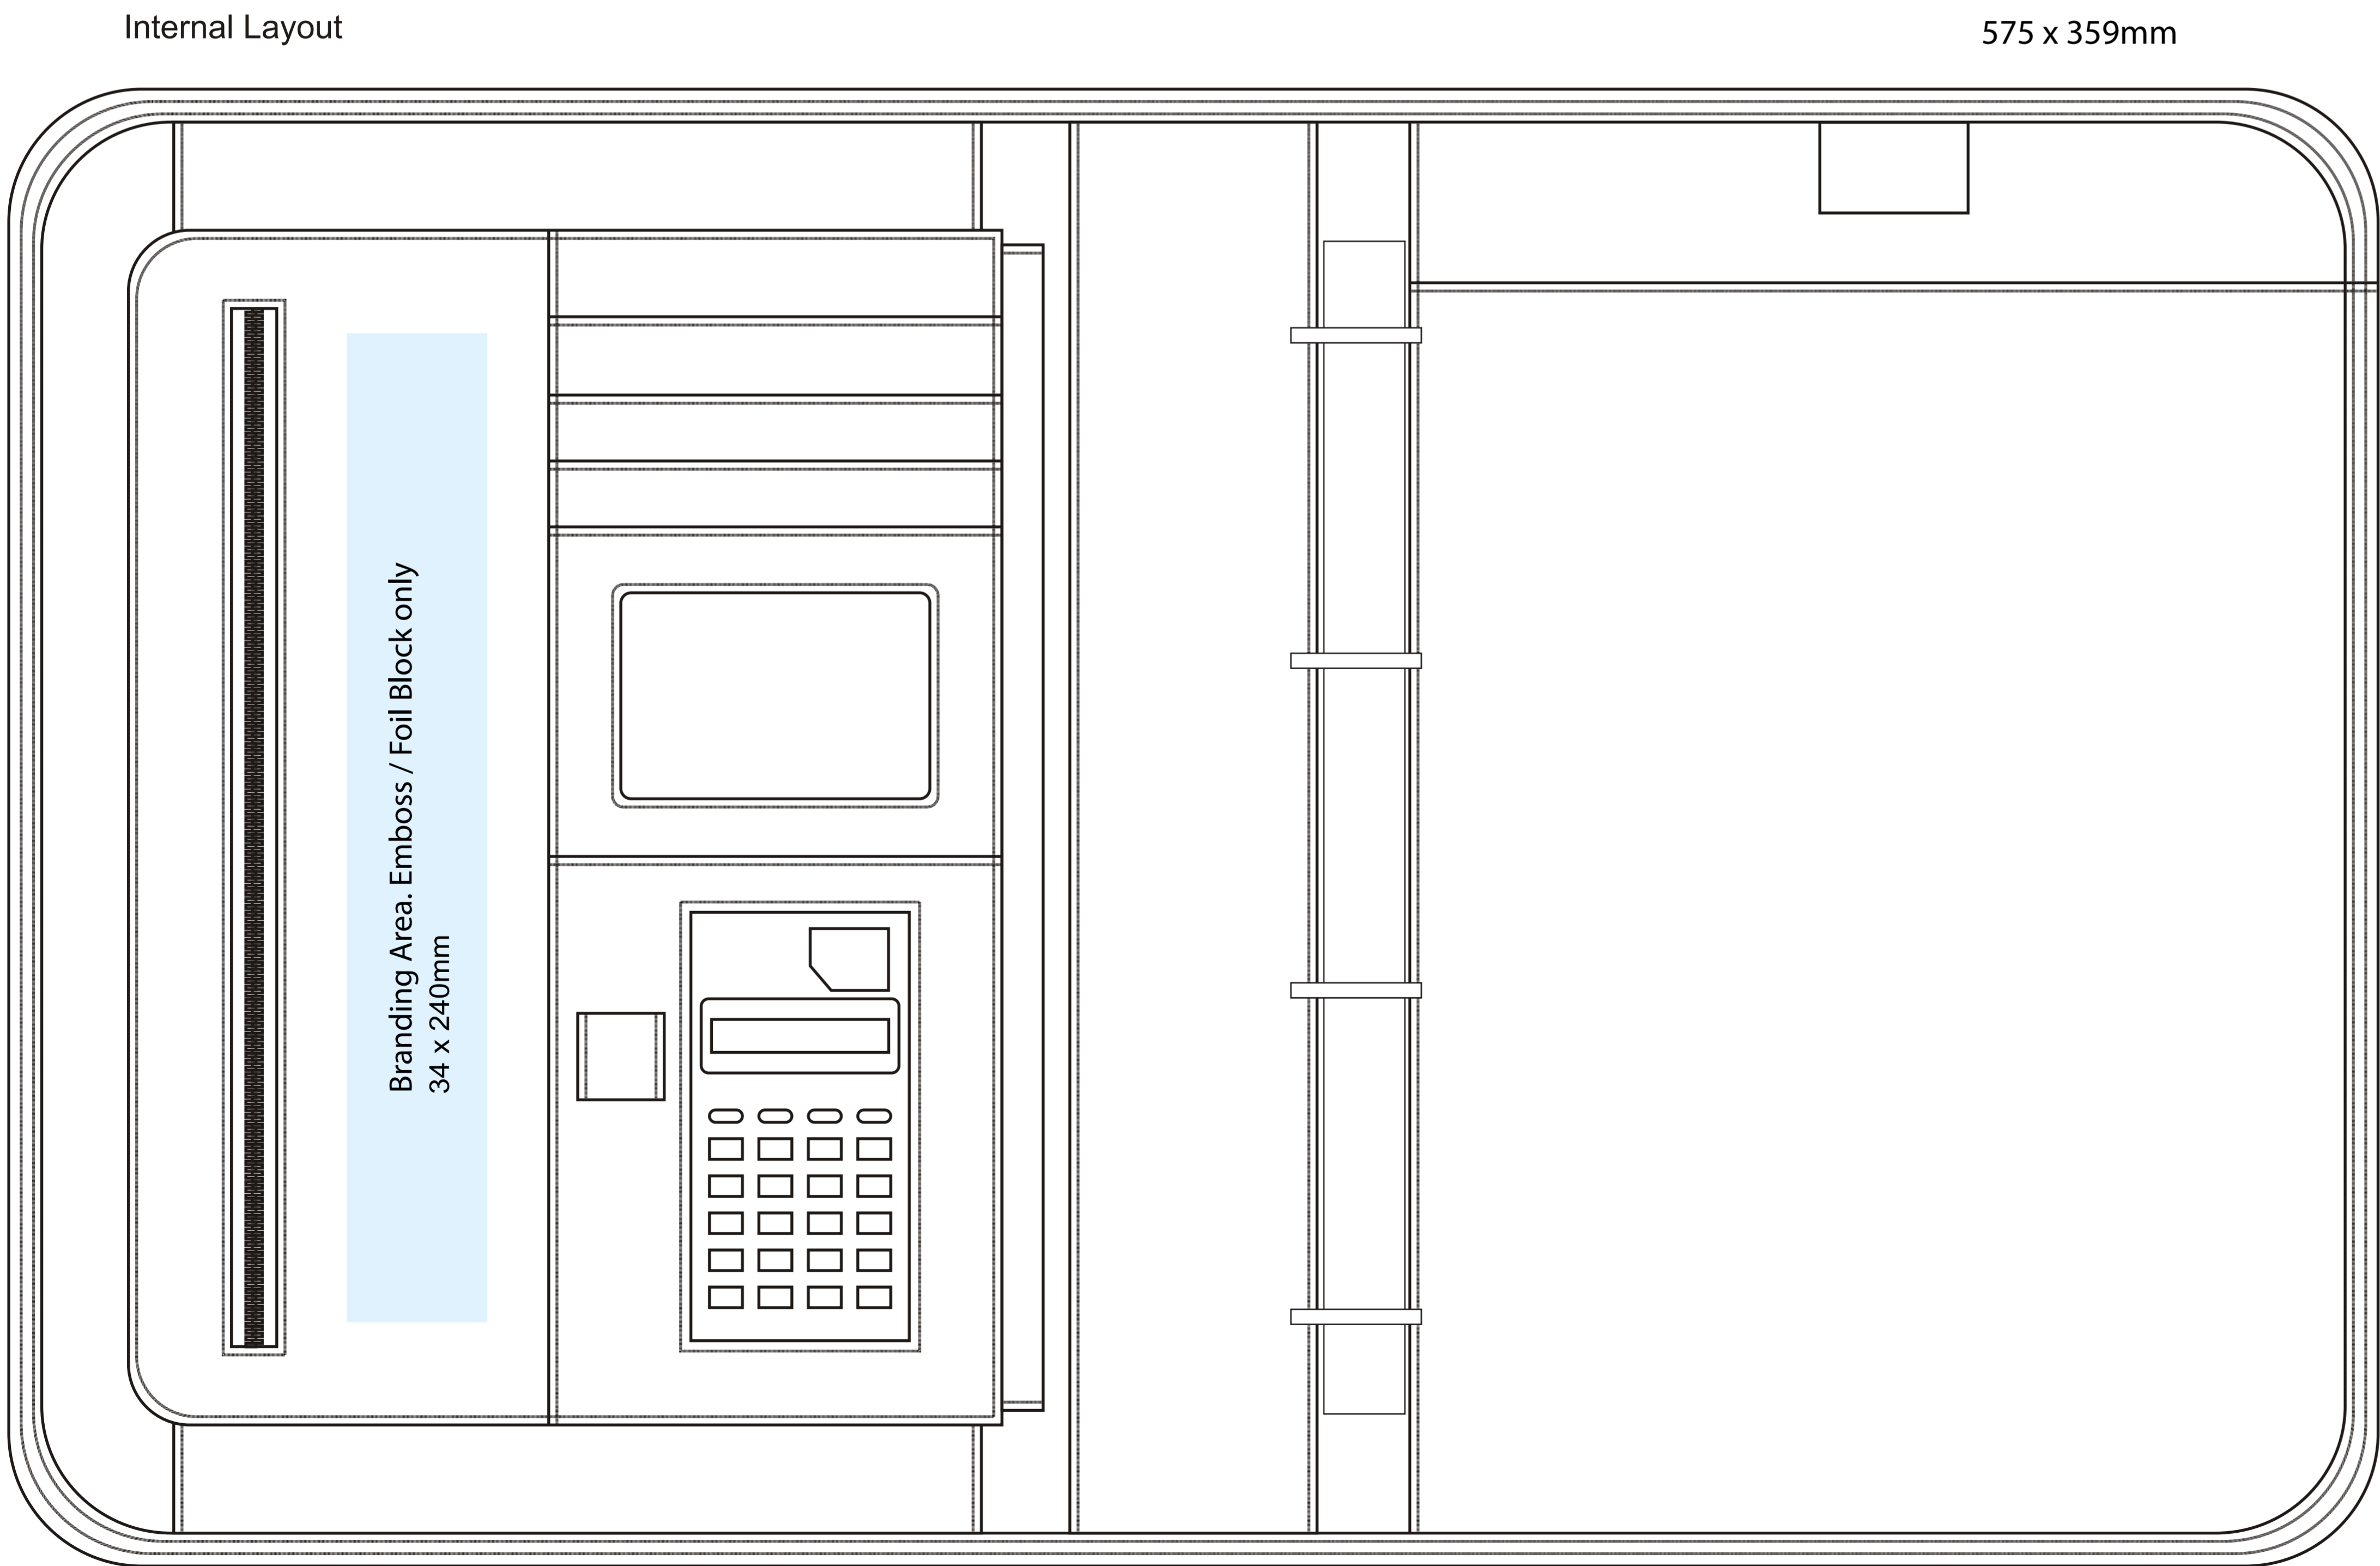 Internal Layout
575 x 359mm
Branding Area. Emboss / Foil Block only
34 x 240mm